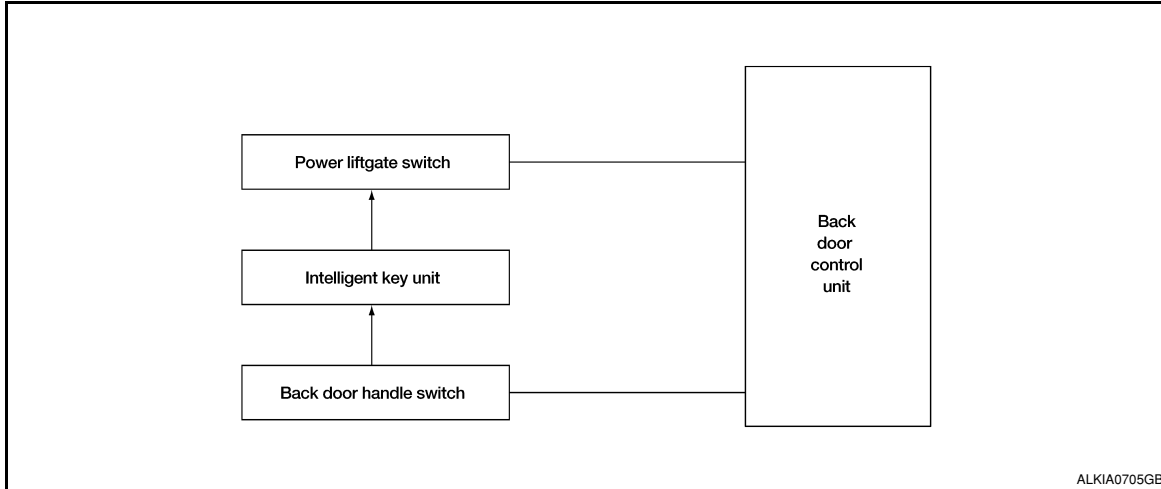 Power liftgate switch
Intelligent key unit
Back door handle switch
Back
door
control
unit
ALKIA0705GB